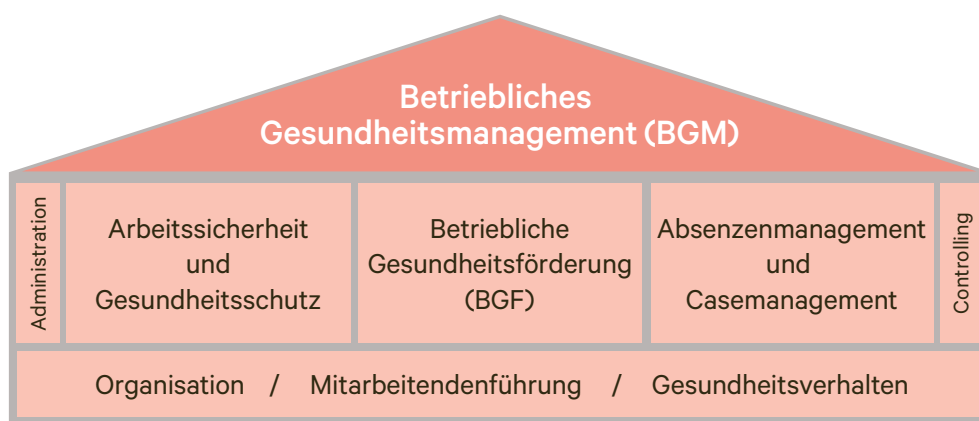 Betriebliches
Gesundheitsmanagement (BGM)
Administration
Arbeitssicherheit
und
Gesundheitsschutz
Betriebliche
Gesundheitsförderung
(BGF)
Absenzenmanagement
und
Casemanagement
Controlling
Organisation / Mitarbeitendenführung / Gesundheitsverhalten